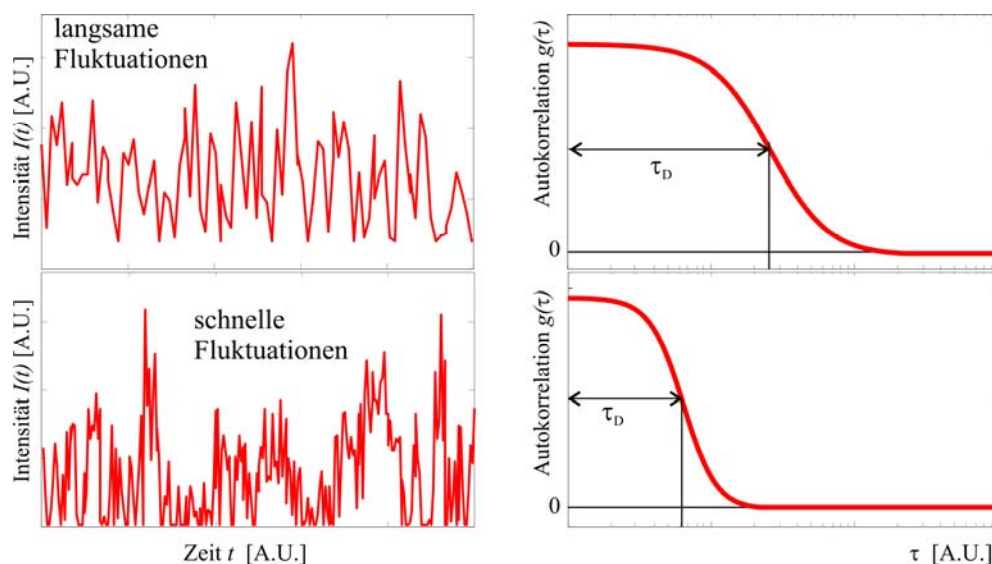 langsame
Fluktuationen
Intensität I(t) [A.U.]
Autokorrelation g(τ)
τD
0
schnelle
Fluktuationen
Intensität I(t) [A.U.]
Zeit t [A.U.]
Autokorrelation g(τ)
τD
0
τ [A.U.]